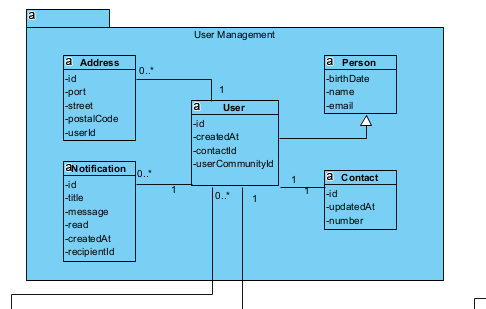 a
User Management
a Address
-id
-port
-street
-postalCode
-userId
0..*
1
a Person
-birthDate
-name
-email
a User
-id
-createdAt
-contactId
-userCommunityId
a Notification
-id
-title
-message
-read
-createdAt
-recipientId
0..*
1
0..*
1
1
1
a Contact
-id
-updatedAt
-number